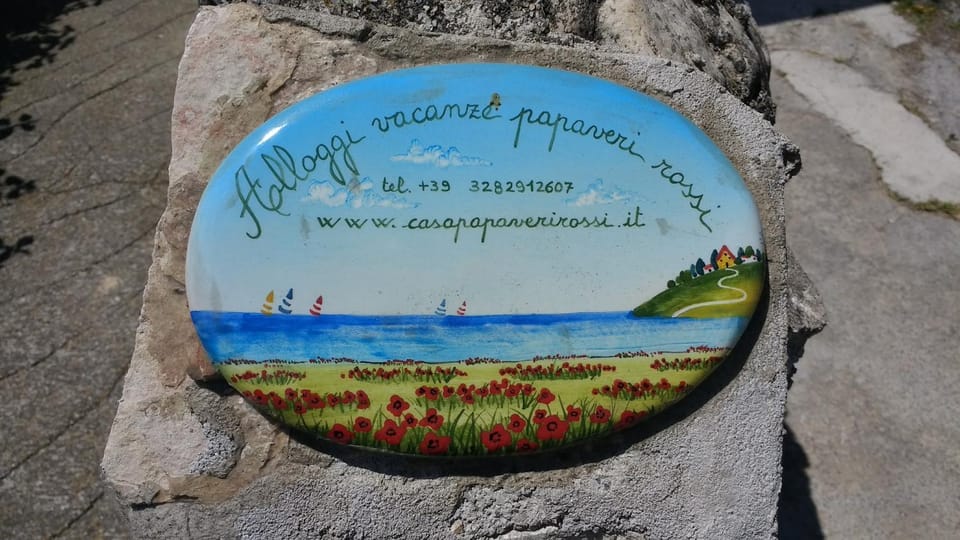 Alloggi vacanze papaveri rossi
tel. +39 3282912607
www.casapapaverirossi.it